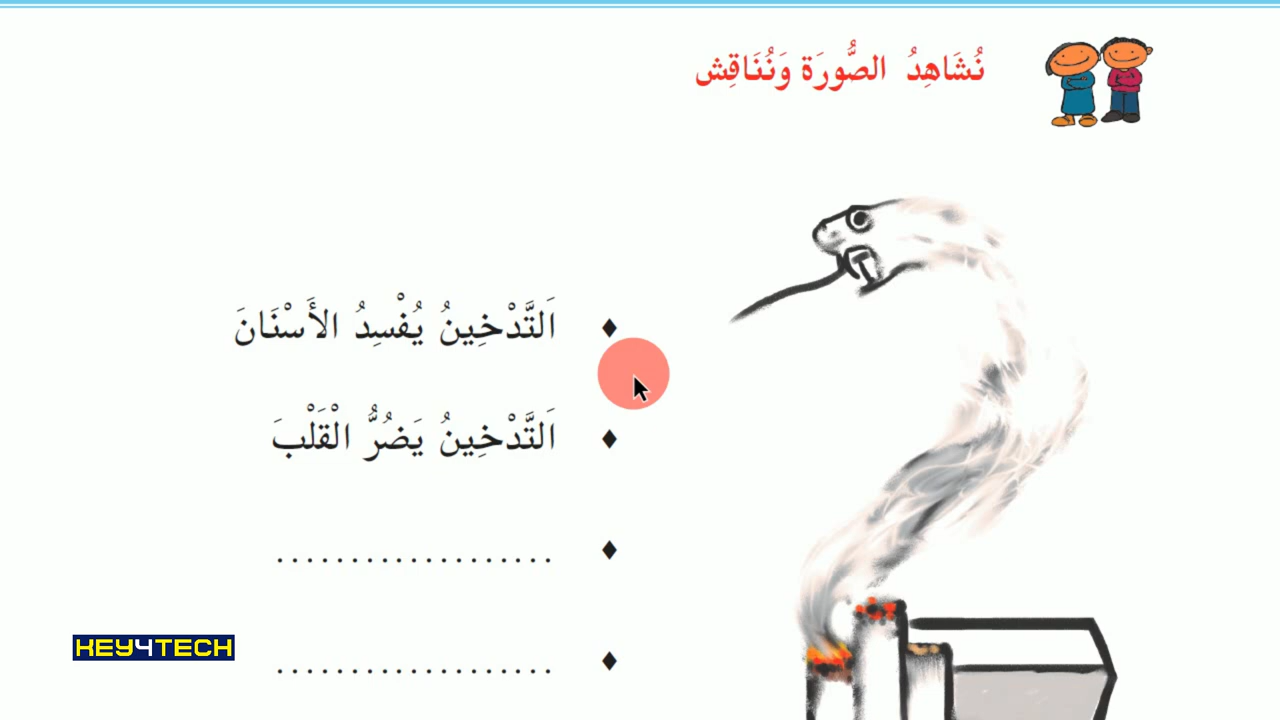 نُشَاهِدُ الصُّورَة وَنُنَاقِش
♦ اَلتَّدْخِينُ يُفْسِدُ الأَسْنَانَ
♦ اَلتَّدْخِينُ يَضُرُّ الْقَلْبَ
♦ ...................
♦ ...................
KEY4TECH